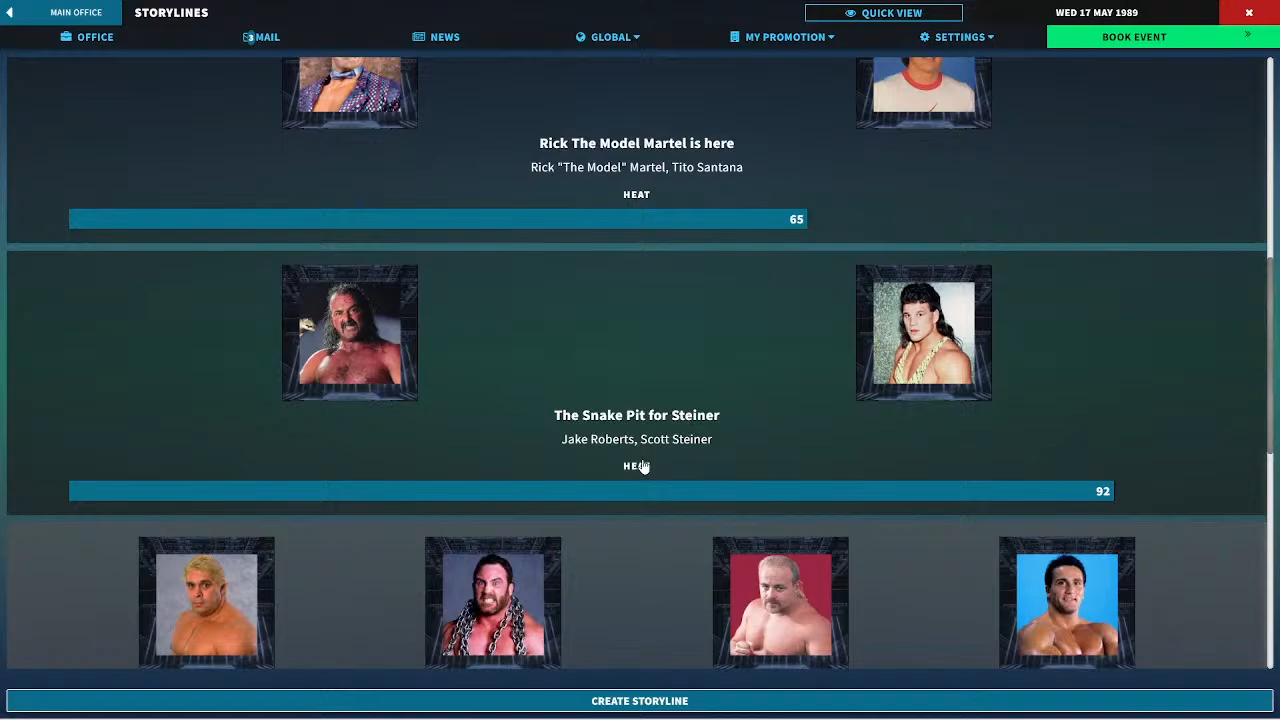 MAIN OFFICE
STORYLINES
QUICK VIEW
WED 17 MAY 1989
OFFICE
3
MAIL
NEWS
GLOBAL
MY PROMOTION
SETTINGS
BOOK EVENT
Rick The Model Martel is here
Rick "The Model" Martel, Tito Santana
HEAT
65
The Snake Pit for Steiner
Jake Roberts, Scott Steiner
HEAT
92
CREATE STORYLINE